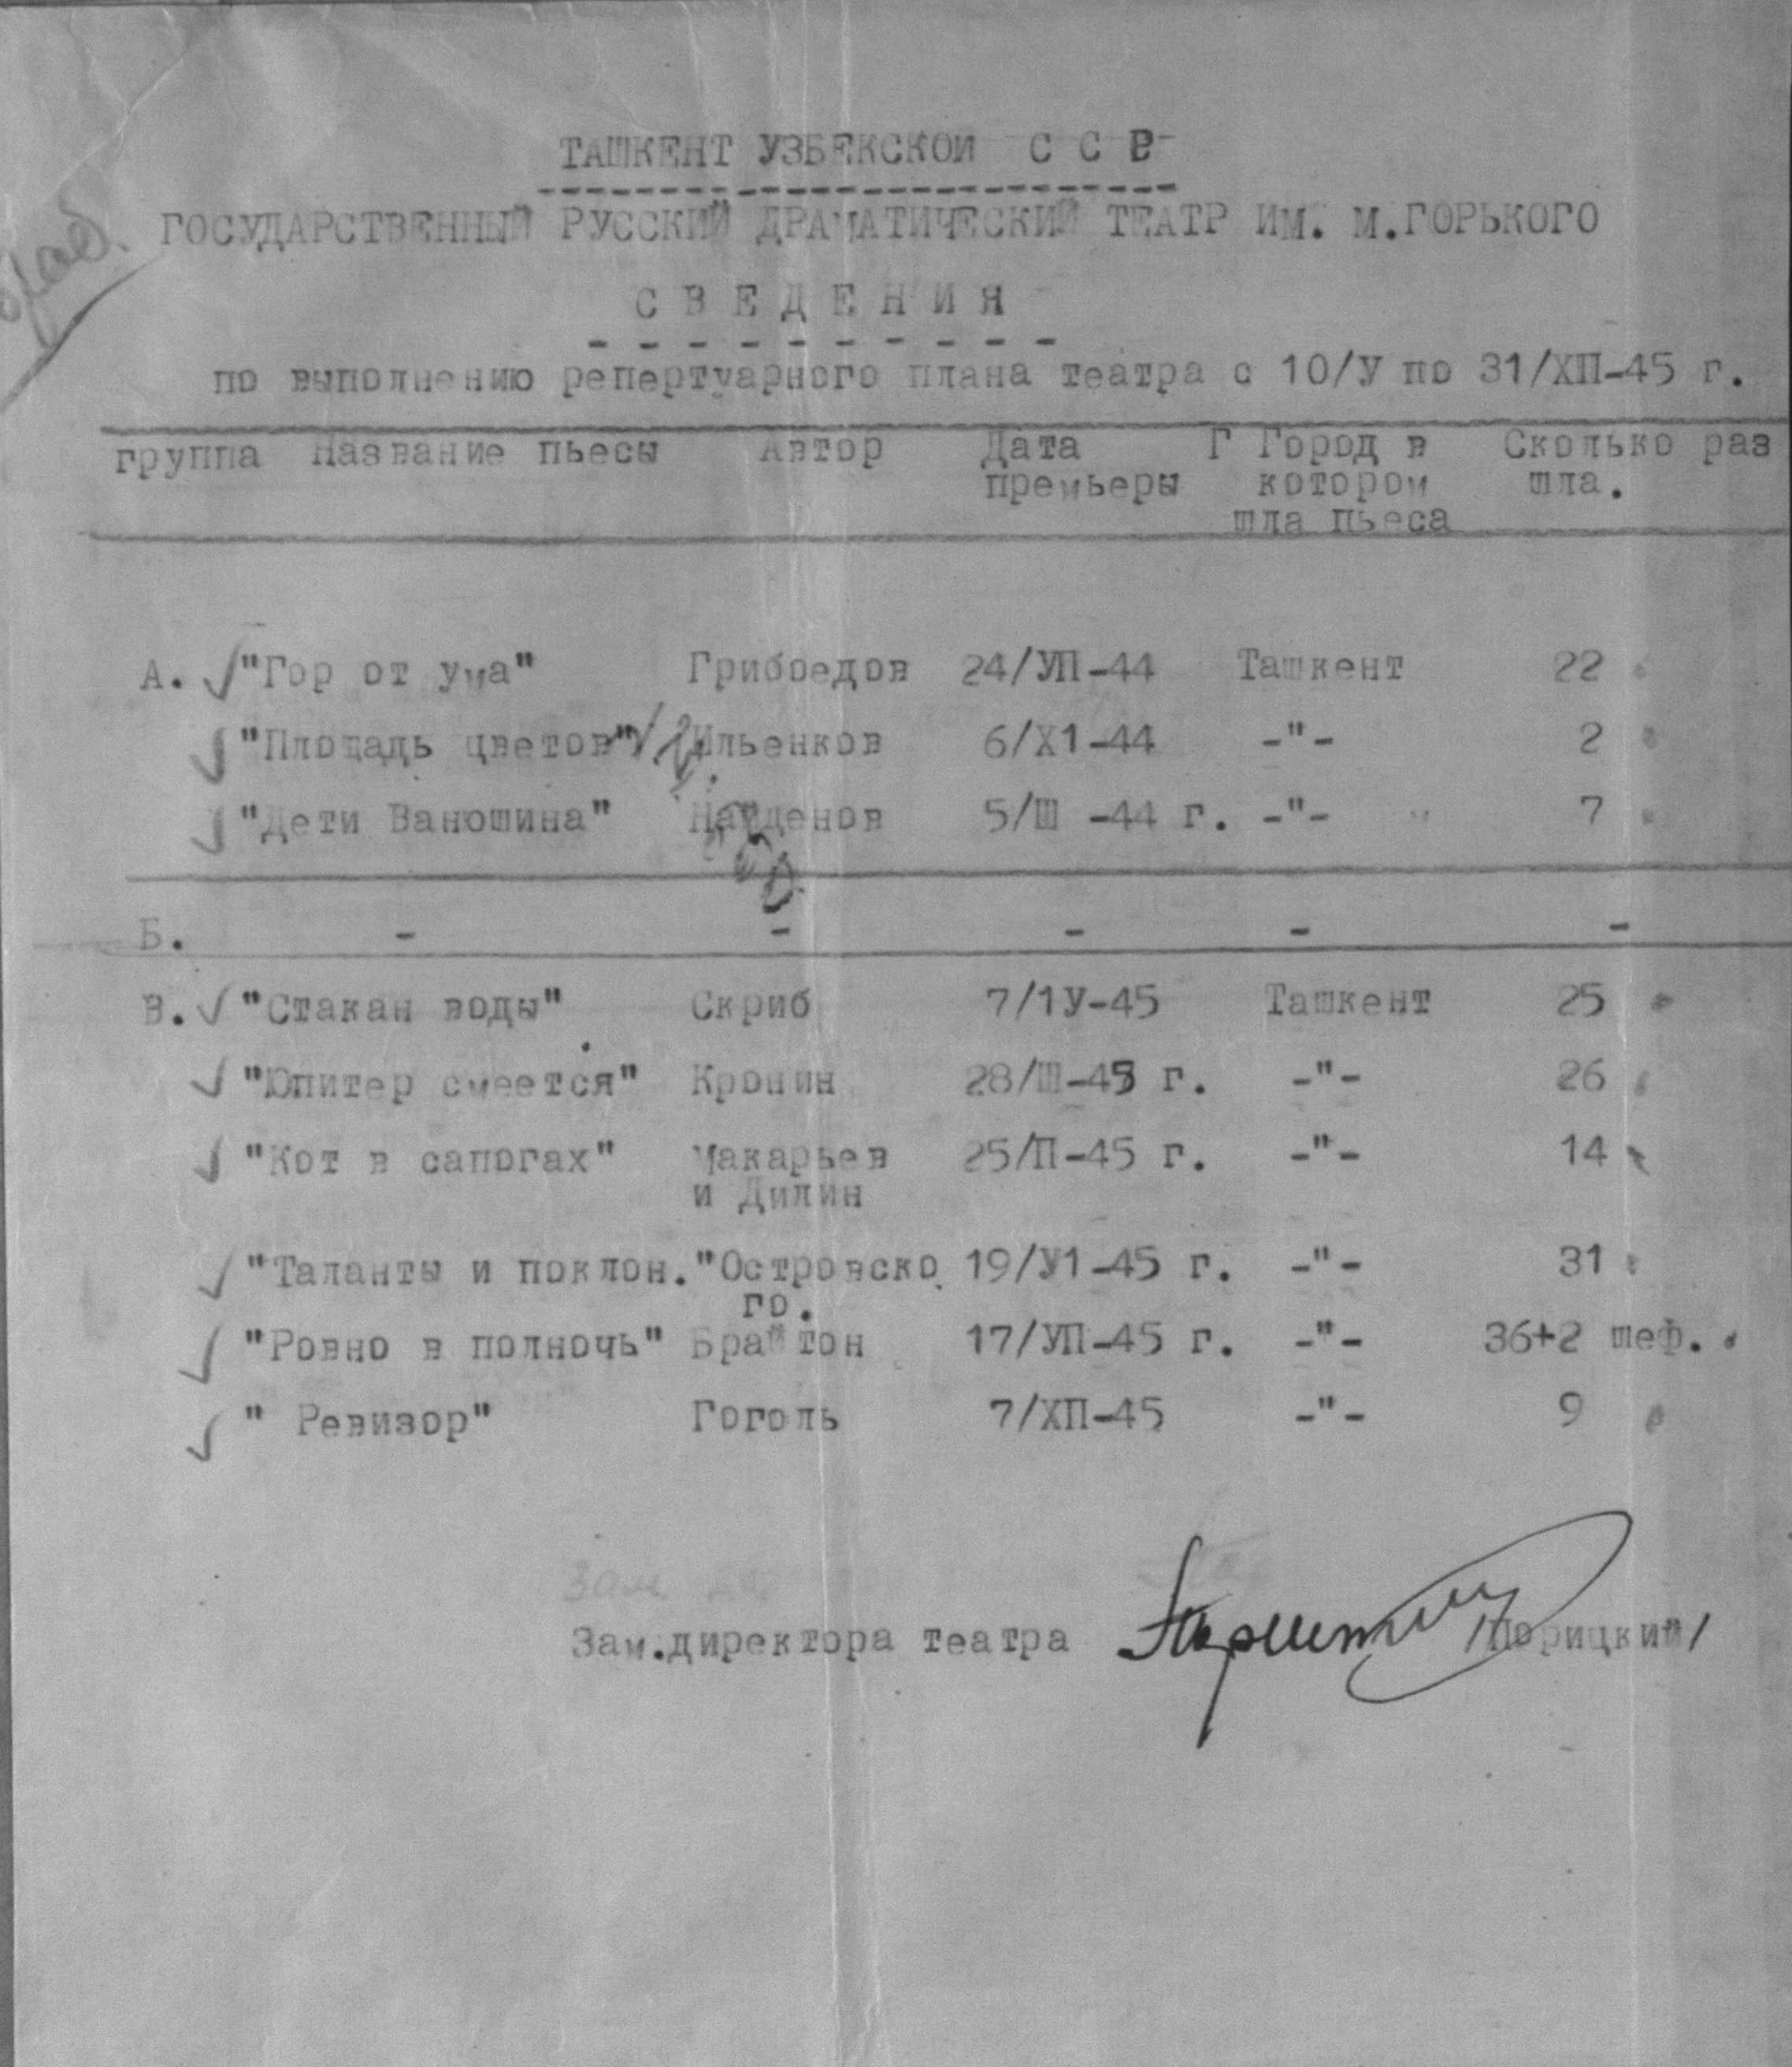 ТАШКЕНТ УЗБЕКСКОЙ С С Р
ГОСУДАРСТВЕННЫЙ РУССКИЙ ДРАМАТИЧЕСКИЙ ТЕАТР ИМ. М.ГОРЬКОГО
С В Е Д Е Н И Я
по выполнению репертуарного плана театра с 10/У по 31/ХП-45 г.
группа Название пьесы Автор Дата Г Город в Сколько раз
премьеры котором шла.
шла пьеса
А. "Гор от ума" Грибоедов 24/УП-44 Ташкент 22
"Площадь цветов" Ильенков 6/Х1-44 -"- 2
"Дети Ванюшина" Найденов 5/Ш -44 г. -"- 7
Б. - - - - -
В. "Стакан воды" Скриб 7/1У-45 Ташкент 25
"Юпитер смеется" Кронин 28/Ш-45 г. -"- 26
"Кот в сапогах" Макарьев 25/П-45 г. -"- 14
и Дилин
"Таланты и поклон." Островско 19/У1-45 г. -"- 31
го.
"Ровно в полночь" Брайтон 17/УП-45 г. -"- 36+2 шеф.
" Ревизор" Гоголь 7/ХП-45 -"- 9
Зам
Зам.директора театра /Порицкий/